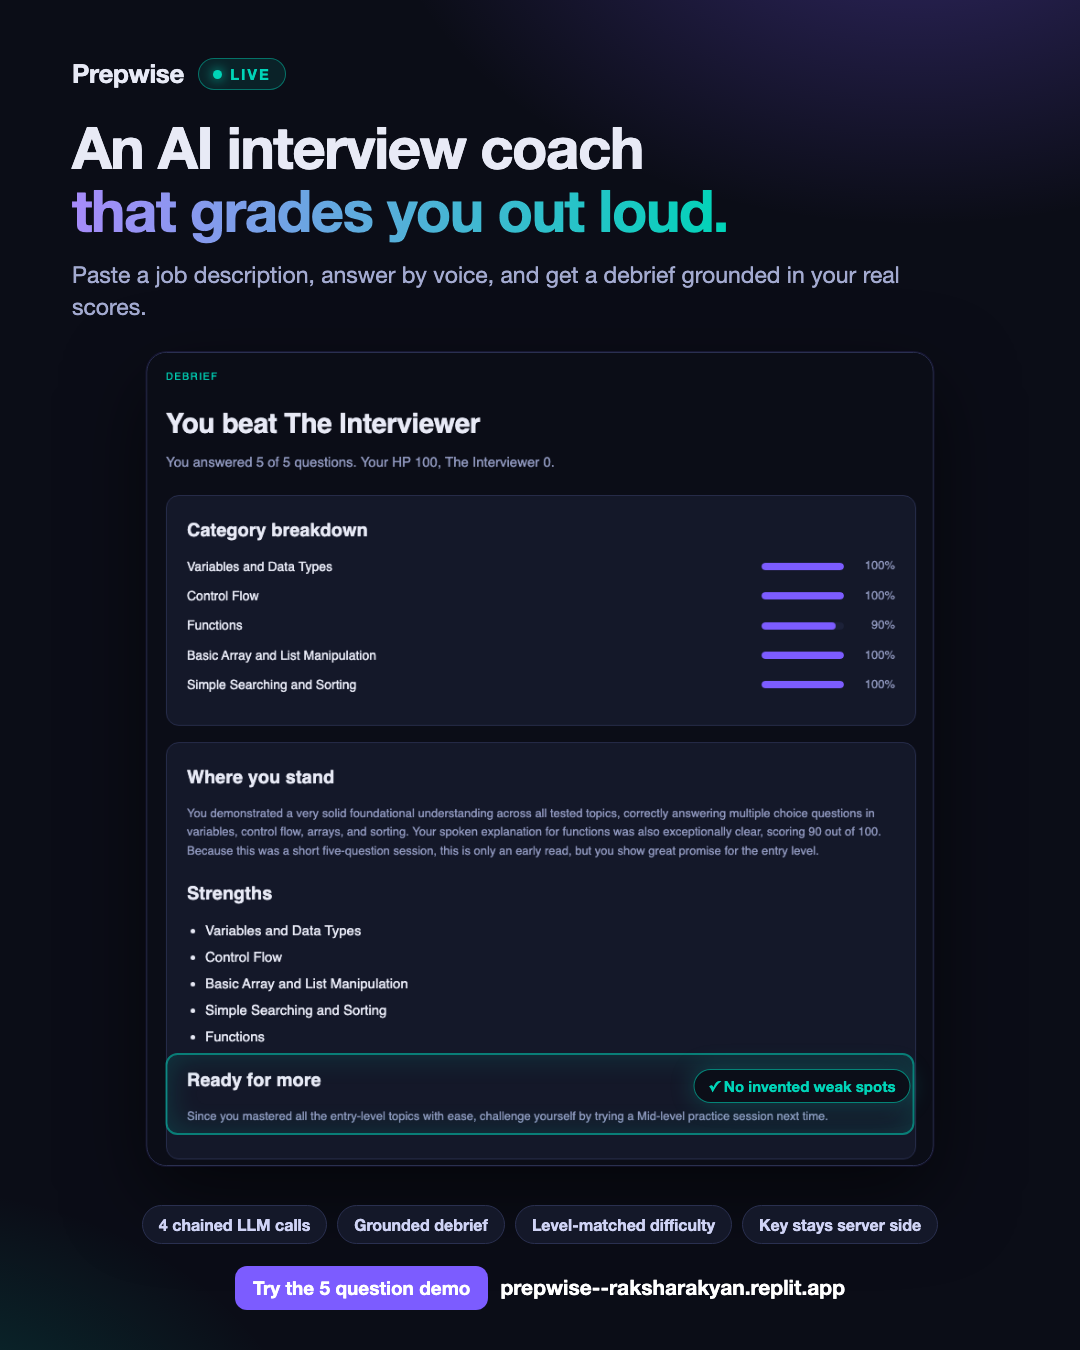 Prepwise
LIVE
An AI interview coach
that grades you out loud.
Paste a job description, answer by voice, and get a debrief grounded in your real
scores.
DEBRIEF
You beat The Interviewer
You answered 5 of 5 questions. Your HP 100, The Interviewer 0.
Category breakdown
Variables and Data Types 100%
Control Flow 100%
Functions 90%
Basic Array and List Manipulation 100%
Simple Searching and Sorting 100%
Where you stand
You demonstrated a very solid foundational understanding across all tested topics, correctly answering multiple choice questions in
variables, control flow, arrays, and sorting. Your spoken explanation for functions was also exceptionally clear, scoring 90 out of 100.
Because this was a short five-question session, this is only an early read, but you show great promise for the entry level.
Strengths
• Variables and Data Types
• Control Flow
• Basic Array and List Manipulation
• Simple Searching and Sorting
• Functions
Ready for more
✓ No invented weak spots
Since you mastered all the entry-level topics with ease, challenge yourself by trying a Mid-level practice session next time.
4 chained LLM calls
Grounded debrief
Level-matched difficulty
Key stays server side
Try the 5 question demo
prepwise--raksharakyan.replit.app